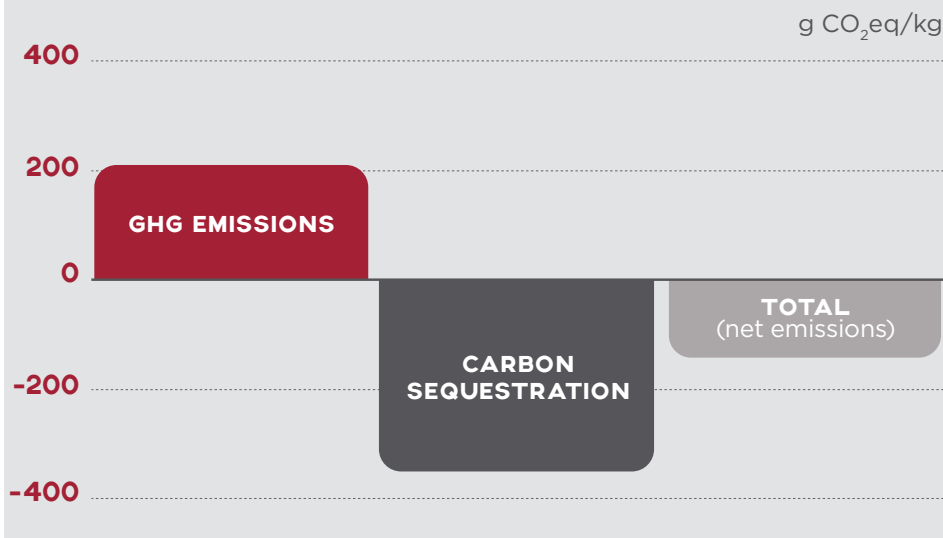 g CO₂eq/kg
400
200
GHG EMISSIONS
0
TOTAL
(net emissions)
CARBON
SEQUESTRATION
-200
-400